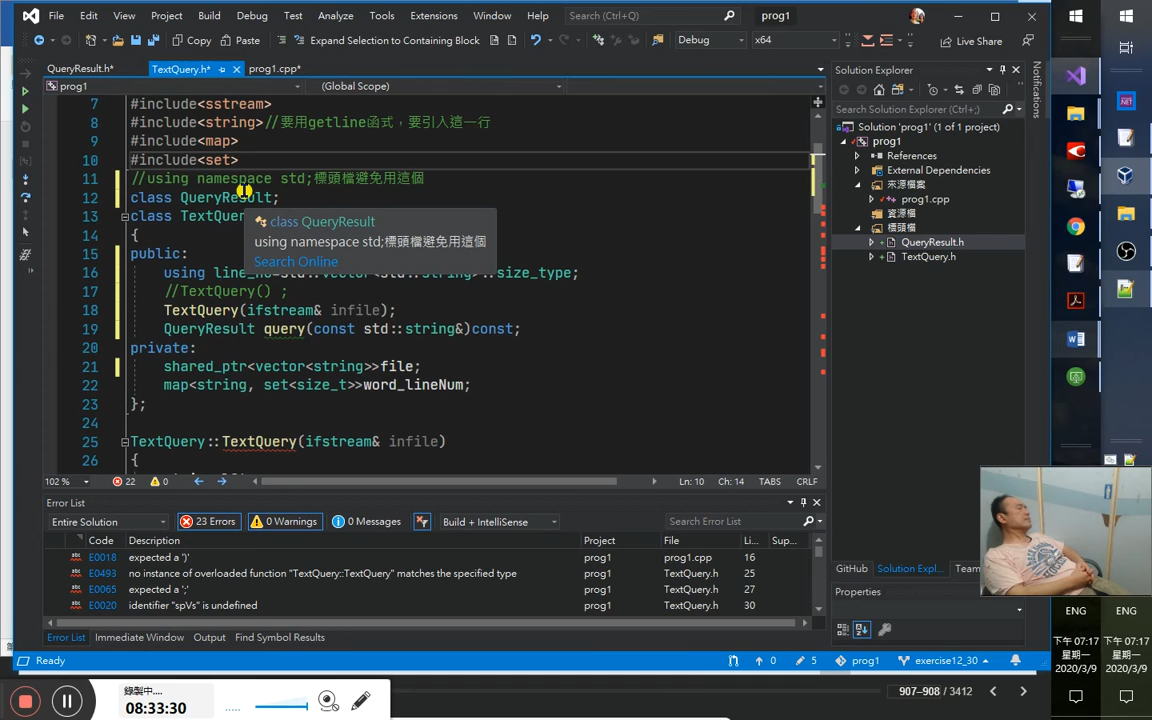 File Edit View Project Build Debug Test Analyze Tools Extensions Window Help Search (Ctrl+Q) prog1
Copy Paste Expand Selection to Containing Block Debug x64 Live Share
QueryResult.h* TextQuery.h* prog1.cpp*
prog1 (Global Scope)
7 #include<sstream>
8 #include<string>//要用getline函式，要引入這一行
9 #include<map>
10 #include<set>
11 //using namespace std;標頭檔避免用這個
12 class QueryResult;
13 class TextQuer
class QueryResult
using namespace std;標頭檔避免用這個
Search Online
14 {
15 public:
16 using line_no=std::vector<std::string>::size_type;
17 //TextQuery() ;
18 TextQuery(ifstream& infile);
19 QueryResult query(const std::string&)const;
20 private:
21 shared_ptr<vector<string>>file;
22 map<string, set<size_t>>word_lineNum;
23 };
24
25 TextQuery::TextQuery(ifstream& infile)
26 {
102 % 22 0 Ln: 10 Ch: 14 TABS CRLF
Error List
Entire Solution 23 Errors 0 Warnings 0 Messages Build + IntelliSense Search Error List
Code Description Project File Li... Sup...
E0018 expected a ')' prog1 prog1.cpp 16
E0493 no instance of overloaded function "TextQuery::TextQuery" matches the specified type prog1 TextQuery.h 25
E0065 expected a ';' prog1 TextQuery.h 27
E0020 identifier "spVs" is undefined prog1 TextQuery.h 30
Error List Immediate Window Output Find Symbol Results
Ready 0 5 prog1 exercise12_30
Solution Explorer
Search Solution Explorer
Solution 'prog1' (1 of 1 project)
prog1
References
External Dependencies
來源檔案
prog1.cpp
資源檔
標頭檔
QueryResult.h
TextQuery.h
GitHub Solution Expl... Team
Properties
Notifications
.NET
ENG ENG
下午 07:17 下午 07:17
星期一 星期一
2020/3/9 2020/3/9
錄製中....
08:33:30
907–908 / 3412